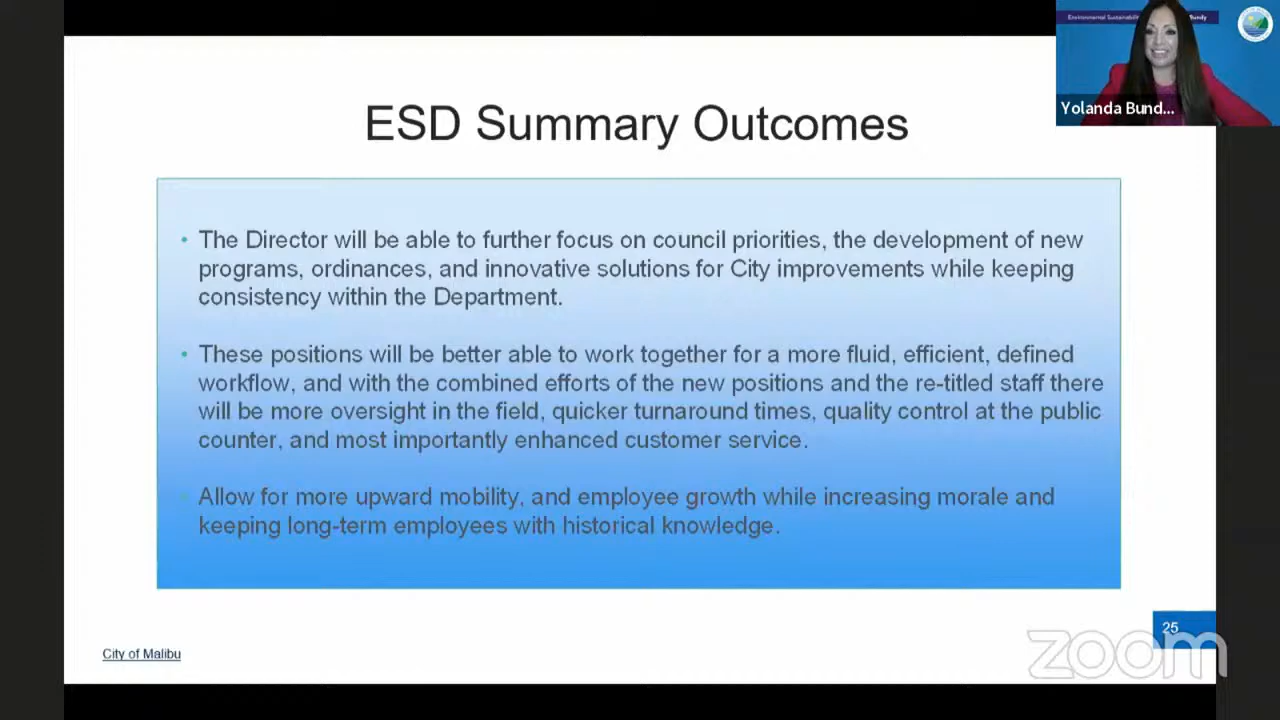 Environmental Sustainability
Bundy
Yolanda Bund...
ESD Summary Outcomes
• The Director will be able to further focus on council priorities, the development of new
programs, ordinances, and innovative solutions for City improvements while keeping
consistency within the Department.
• These positions will be better able to work together for a more fluid, efficient, defined
workflow, and with the combined efforts of the new positions and the re-titled staff there
will be more oversight in the field, quicker turnaround times, quality control at the public
counter, and most importantly enhanced customer service.
• Allow for more upward mobility, and employee growth while increasing morale and
keeping long-term employees with historical knowledge.
25
zoom
City of Malibu